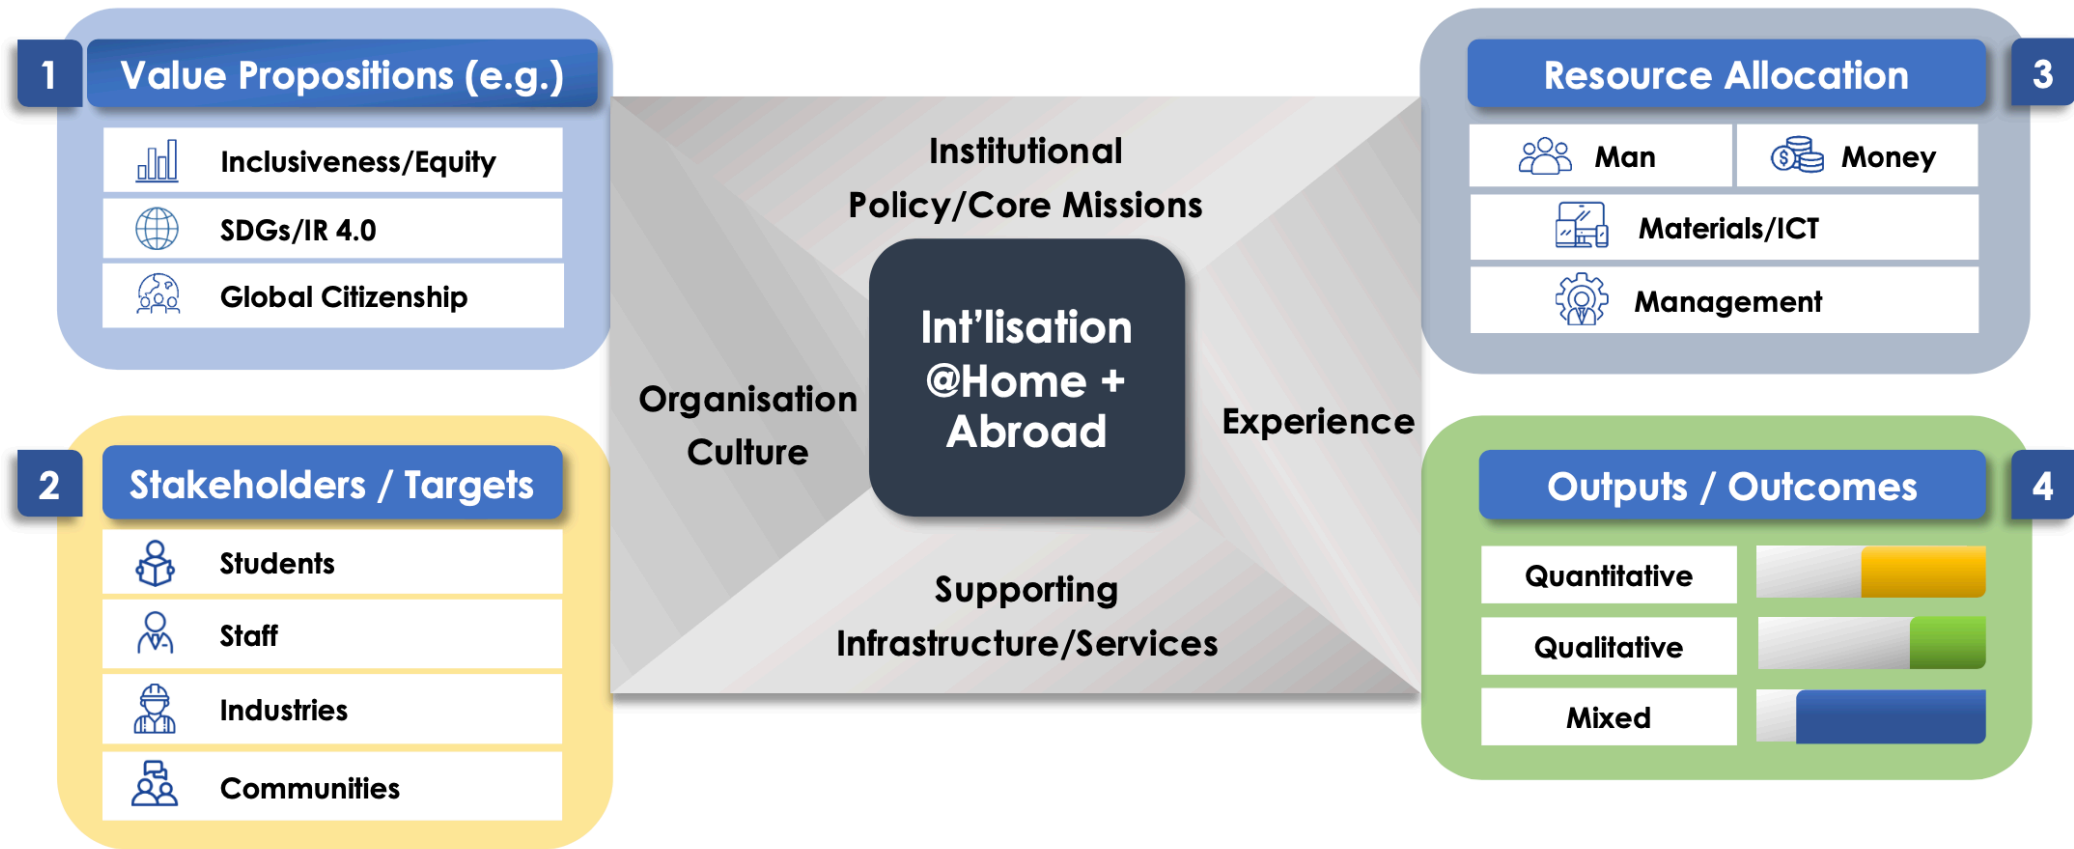 1
Value Propositions (e.g.)
Inclusiveness/Equity
SDGs/IR 4.0
Global Citizenship
2
Stakeholders / Targets
Students
Staff
Industries
Communities
Institutional
Policy/Core Missions
Organisation
Culture
Int’lisation
@Home +
Abroad
Experience
Supporting
Infrastructure/Services
Resource Allocation
3
Man
Money
Materials/ICT
Management
Outputs / Outcomes
4
Quantitative
Qualitative
Mixed